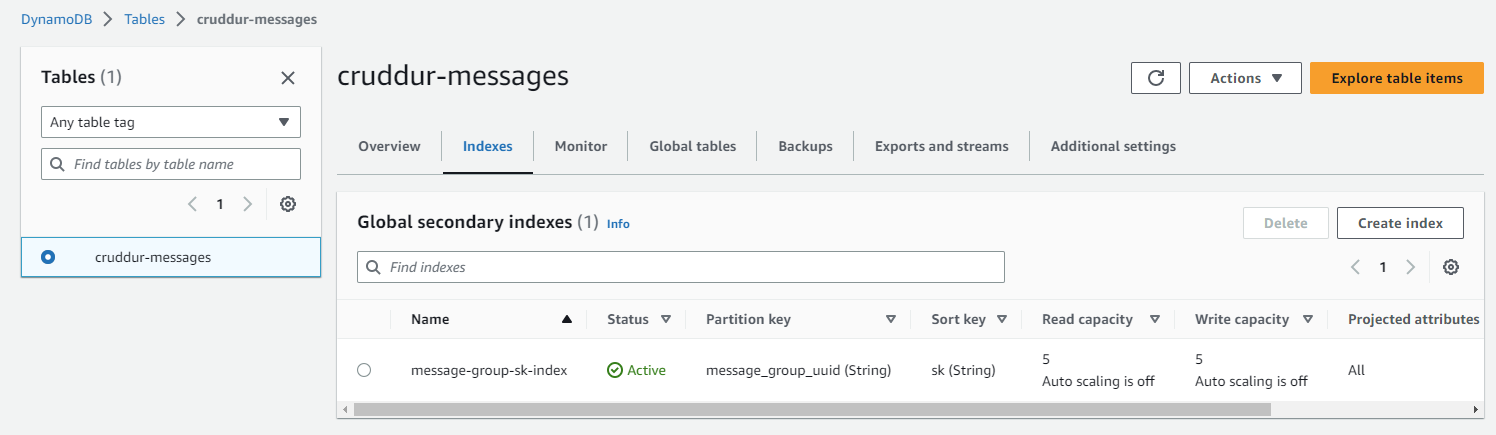 DynamoDB > Tables > cruddur-messages
Tables (1)
Any table tag
Find tables by table name
1
cruddur-messages
cruddur-messages
Actions
Explore table items
Overview
Indexes
Monitor
Global tables
Backups
Exports and streams
Additional settings
Global secondary indexes (1) Info
Delete
Create index
Find indexes
1
Name Status Partition key Sort key Read capacity Write capacity Projected attributes
message-group-sk-index Active message_group_uuid (String) sk (String) 5 5 All
Auto scaling is off Auto scaling is off